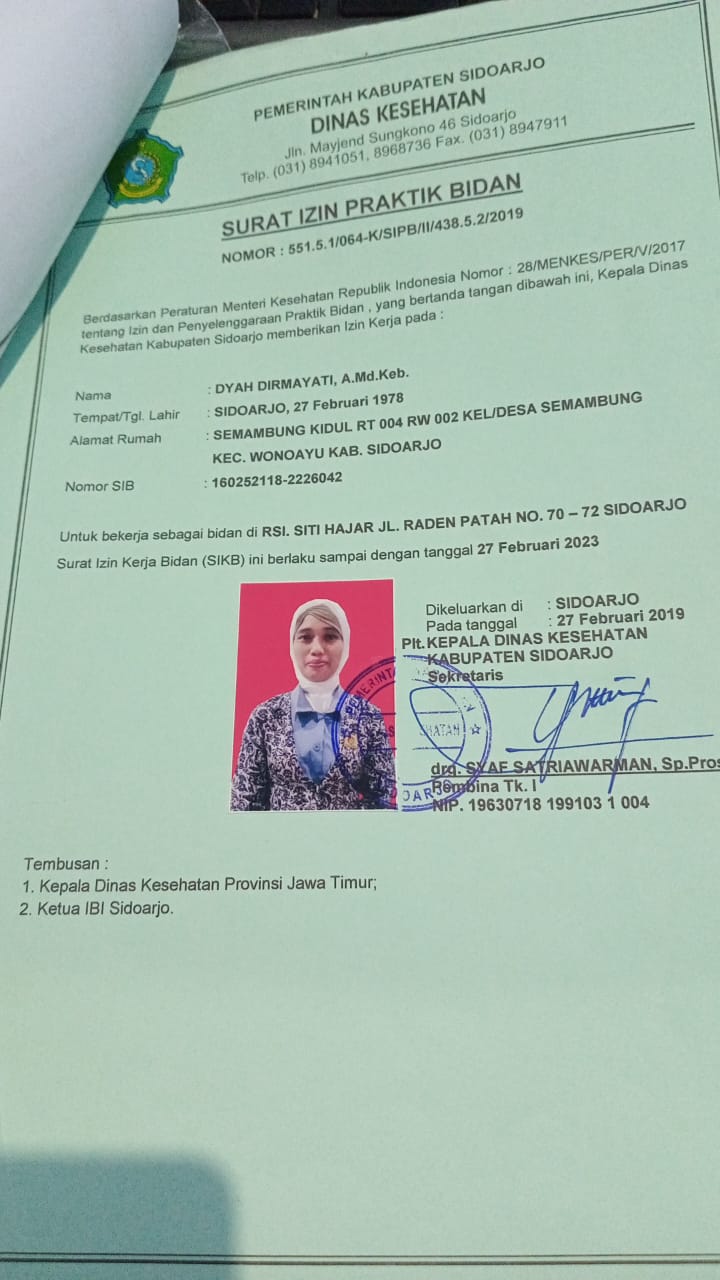 PEMERINTAH KABUPATEN SIDOARJO
DINAS KESEHATAN
Jln. Mayjend Sungkono 46 Sidoarjo
Telp. (031) 8941051, 8968736 Fax. (031) 8947911
SURAT IZIN PRAKTIK BIDAN
NOMOR : 551.5.1/064-K/SIPB/II/438.5.2/2019
Berdasarkan Peraturan Menteri Kesehatan Republik Indonesia Nomor : 28/MENKES/PER/V/2017
tentang Izin dan Penyelenggaraan Praktik Bidan , yang bertanda tangan dibawah ini, Kepala Dinas
Kesehatan Kabupaten Sidoarjo memberikan Izin Kerja pada :
Nama : DYAH DIRMAYATI, A.Md.Keb.
Tempat/Tgl. Lahir : SIDOARJO, 27 Februari 1978
Alamat Rumah : SEMAMBUNG KIDUL RT 004 RW 002 KEL/DESA SEMAMBUNG
KEC. WONOAYU KAB. SIDOARJO
Nomor SIB : 160252118-2226042
Untuk bekerja sebagai bidan di RSI. SITI HAJAR JL. RADEN PATAH NO. 70 – 72 SIDOARJO
Surat Izin Kerja Bidan (SIKB) ini berlaku sampai dengan tanggal 27 Februari 2023
Dikeluarkan di : SIDOARJO
Pada tanggal : 27 Februari 2019
Plt. KEPALA DINAS KESEHATAN
KABUPATEN SIDOARJO
Sekretaris
drg. SYAF SATRIAWARMAN, Sp.Pros
Pembina Tk. I
NIP. 19630718 199103 1 004
Tembusan :
1. Kepala Dinas Kesehatan Provinsi Jawa Timur;
2. Ketua IBI Sidoarjo.